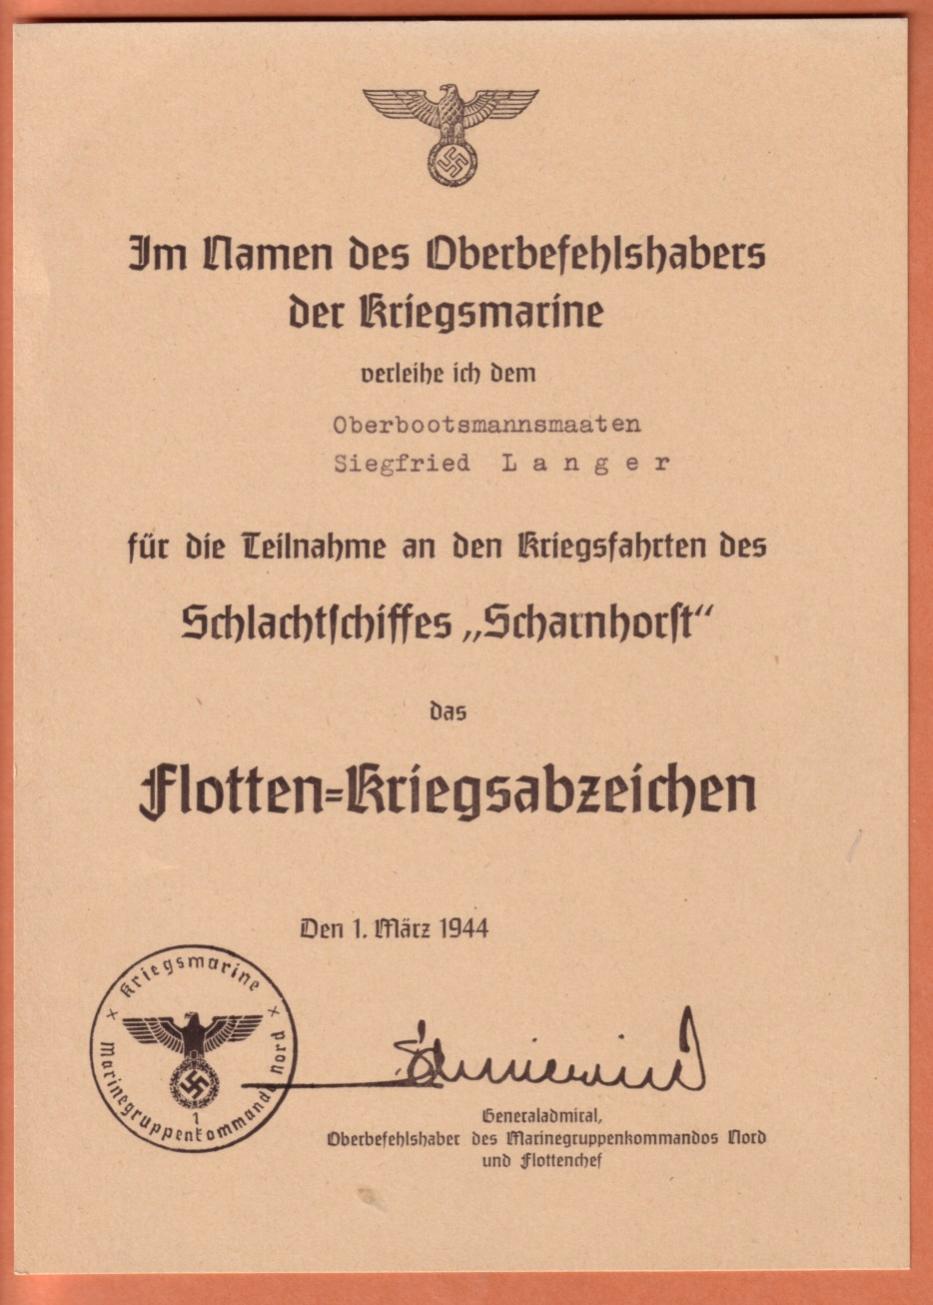 Im Namen des Oberbefehlshabers
der Kriegsmarine
verleihe ich dem
Oberbootsmannsmaaten
Siegfried L a n g e r
für die Teilnahme an den Kriegsfahrten des
Schlachtschiffes „Scharnhorst“
das
Flotten=Kriegsabzeichen
Den 1. März 1944
Kriegsmarine
Marinegruppenkommando Nord
1
Generaladmiral,
Oberbefehlshaber des Marinegruppenkommandos Nord
und Flottenchef